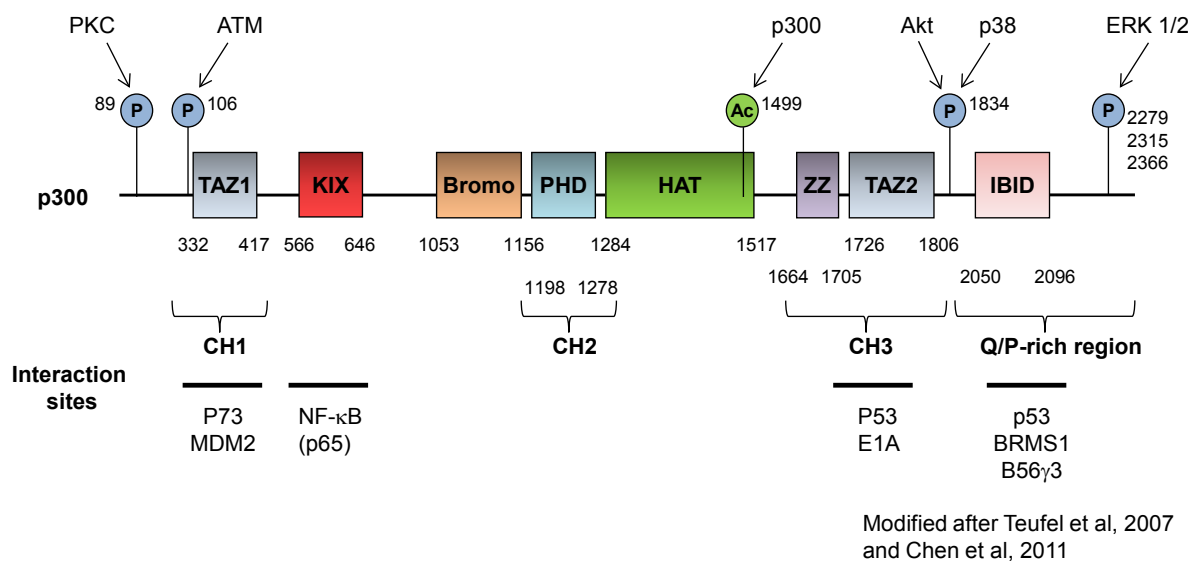 PKC ATM p300 Akt p38 ERK 1/2
89 P P 106 Ac 1499 P 1834 P 2279
2315
2366
p300 TAZ1 KIX Bromo PHD HAT ZZ TAZ2 IBID
332 417 566 646 1053 1156 1284 1517 1726 1806
1198 1278 1664 1705 2050 2096
CH1 CH2 CH3 Q/P-rich region
Interaction
sites
P73 NF-κB P53 p53
MDM2 (p65) E1A BRMS1
B56γ3
Modified after Teufel et al, 2007
and Chen et al, 2011